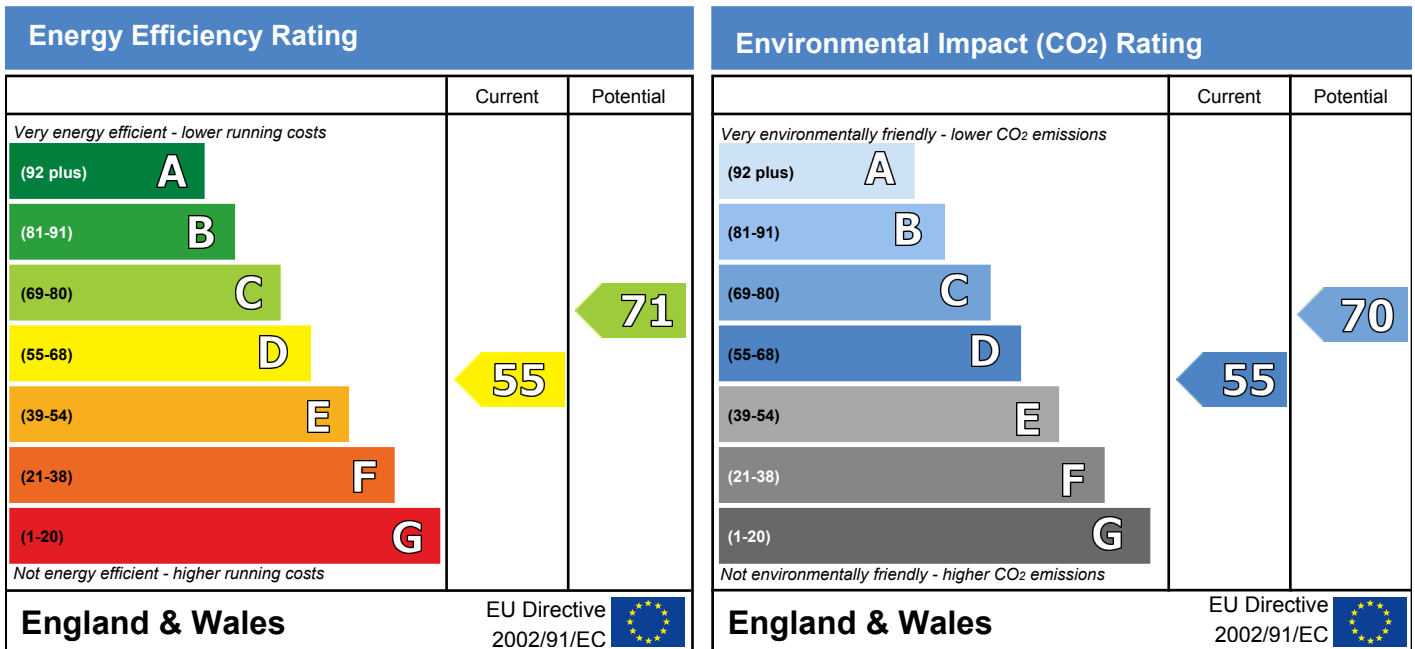 Energy Efficiency Rating
Current Potential
Very energy efficient - lower running costs
(92 plus) A
(81-91) B
(69-80) C
71
(55-68) D
55
(39-54) E
(21-38) F
(1-20) G
Not energy efficient - higher running costs
England & Wales
EU Directive
2002/91/EC
Environmental Impact (CO2) Rating
Current Potential
Very environmentally friendly - lower CO2 emissions
(92 plus) A
(81-91) B
(69-80) C
70
(55-68) D
55
(39-54) E
(21-38) F
(1-20) G
Not environmentally friendly - higher CO2 emissions
England & Wales
EU Directive
2002/91/EC